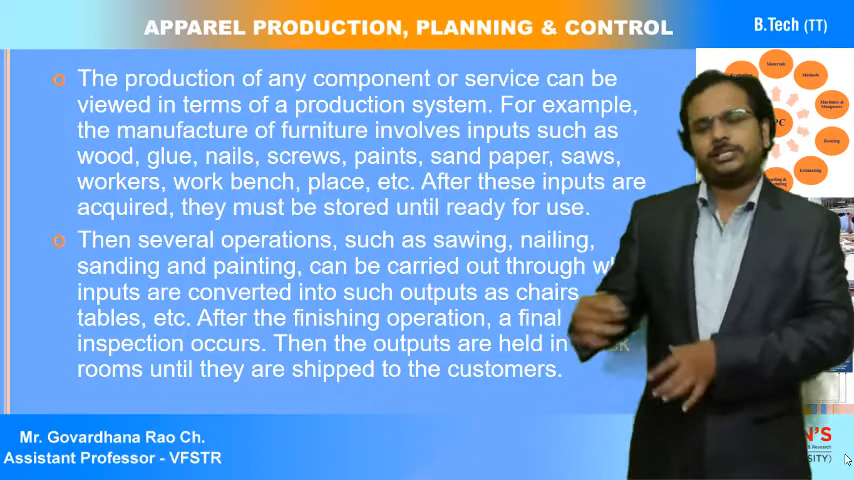 APPAREL PRODUCTION, PLANNING & CONTROL
B.Tech (TT)
The production of any component or service can be
viewed in terms of a production system. For example,
the manufacture of furniture involves inputs such as
wood, glue, nails, screws, paints, sand paper, saws,
workers, work bench, place, etc. After these inputs are
acquired, they must be stored until ready for use.
Then several operations, such as sawing, nailing,
sanding and painting, can be carried out through
inputs are converted into such outputs as chairs
tables, etc. After the finishing operation, a final
inspection occurs. Then the outputs are held in
rooms until they are shipped to the customers.
Materials
Methods
Machines &
Manpower
Routing
Estimating
PC
Mr. Govardhana Rao Ch.
Assistant Professor - VFSTR
N'S
SITY)